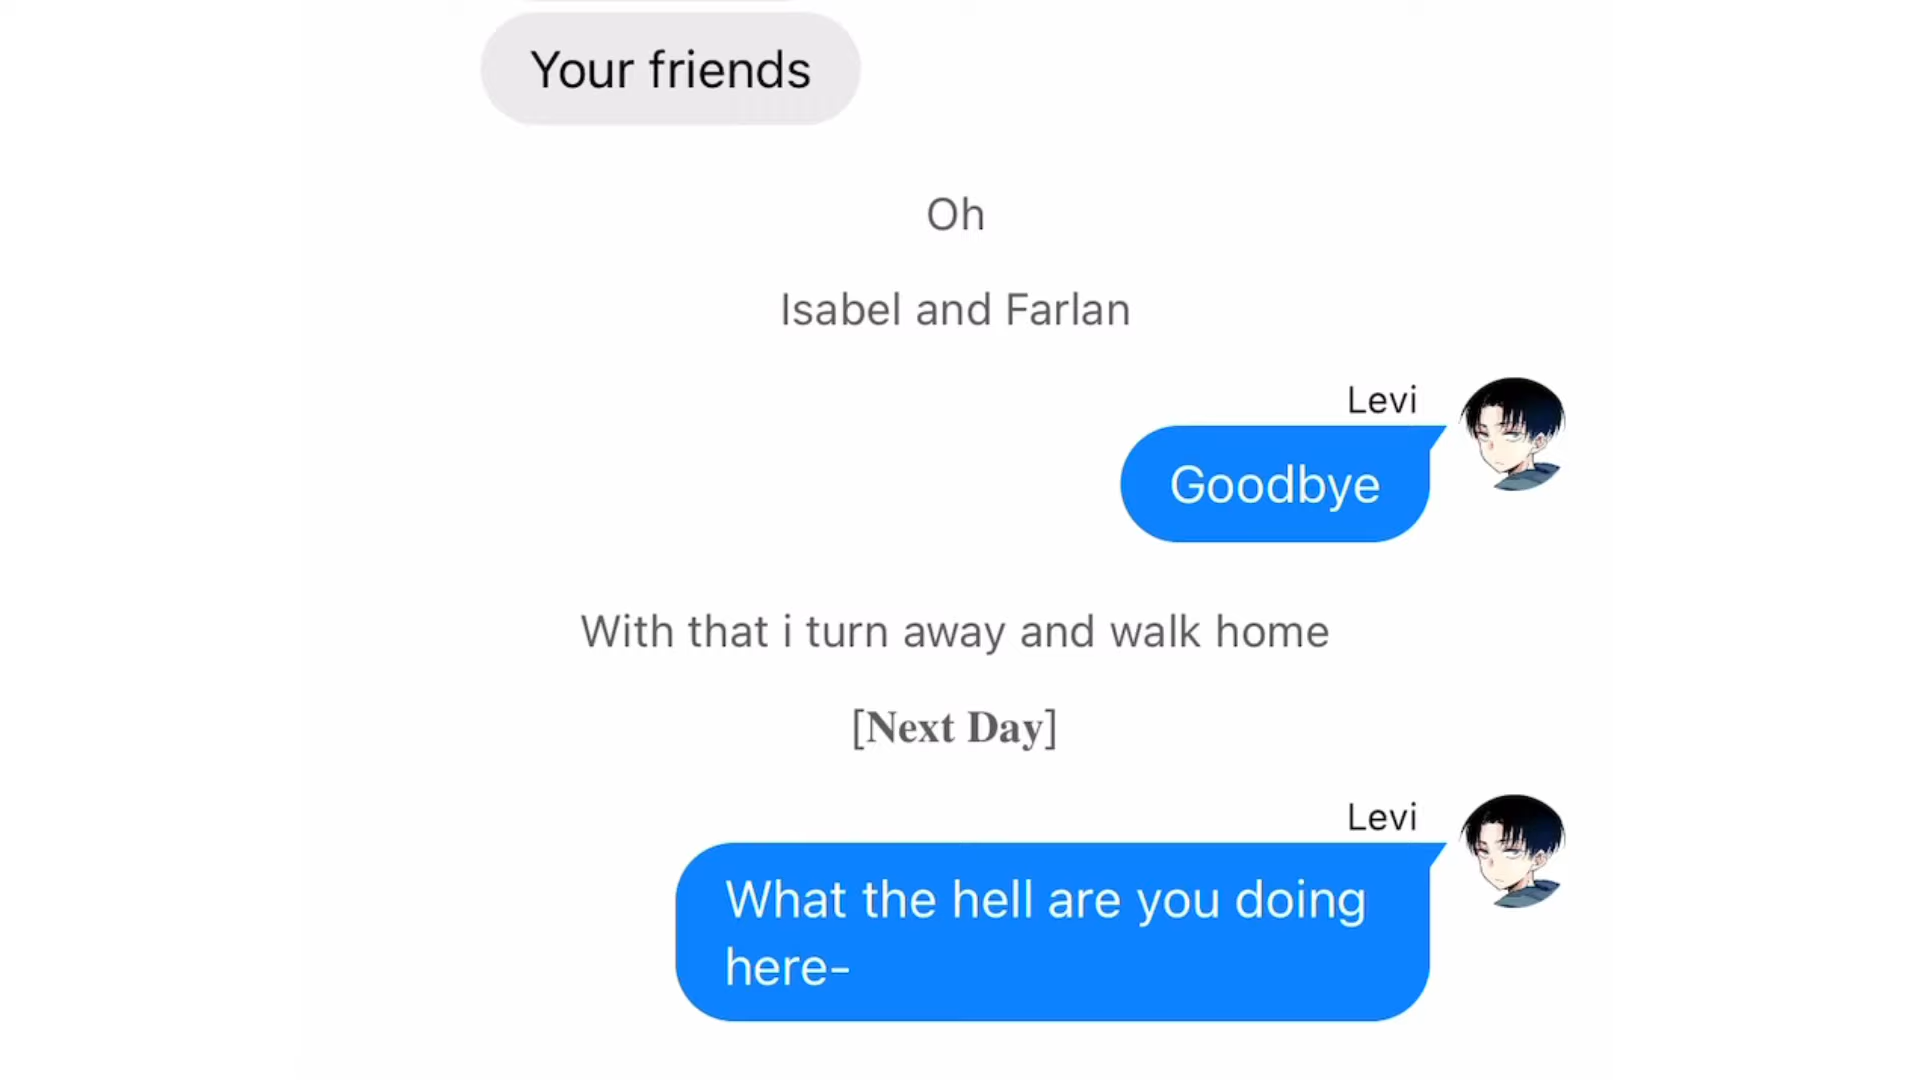 Your friends
Oh
Isabel and Farlan
Levi
Goodbye
With that i turn away and walk home
[Next Day]
Levi
What the hell are you doing
here-